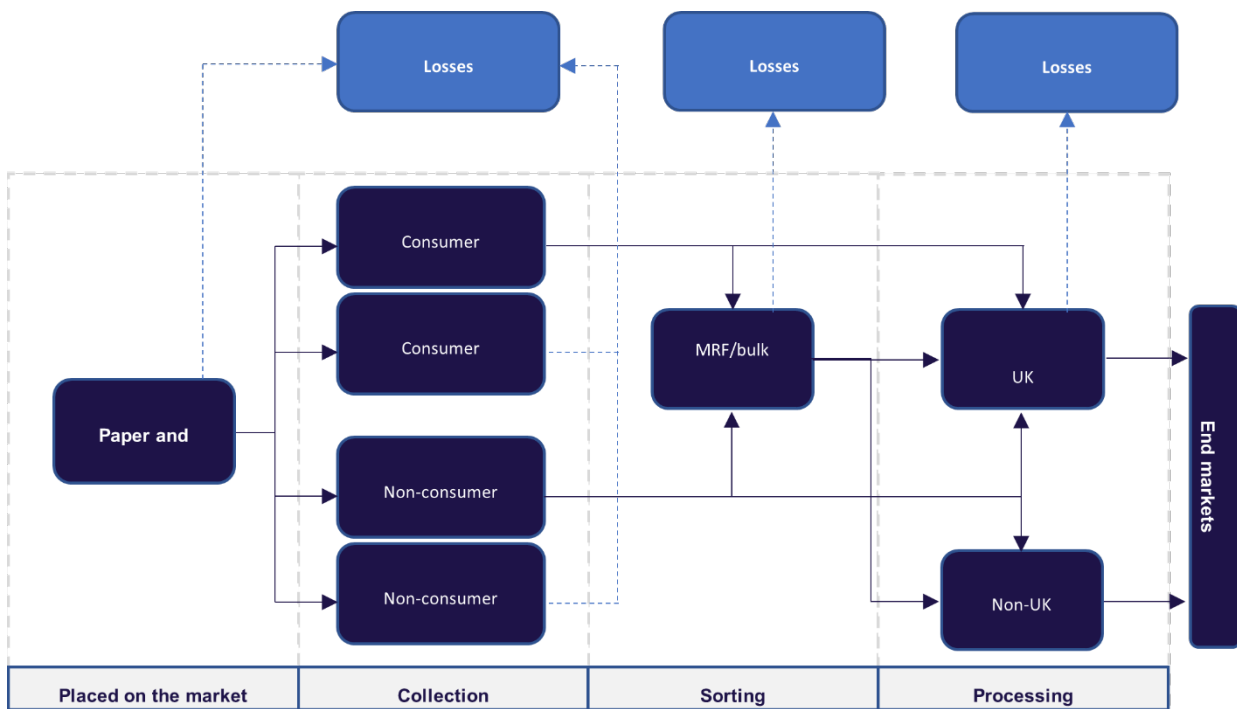 Losses
Losses
Losses
Consumer
Consumer
MRF/bulk
UK
Paper and
Non-consumer
Non-consumer
Non-UK
End markets
Placed on the market
Collection
Sorting
Processing